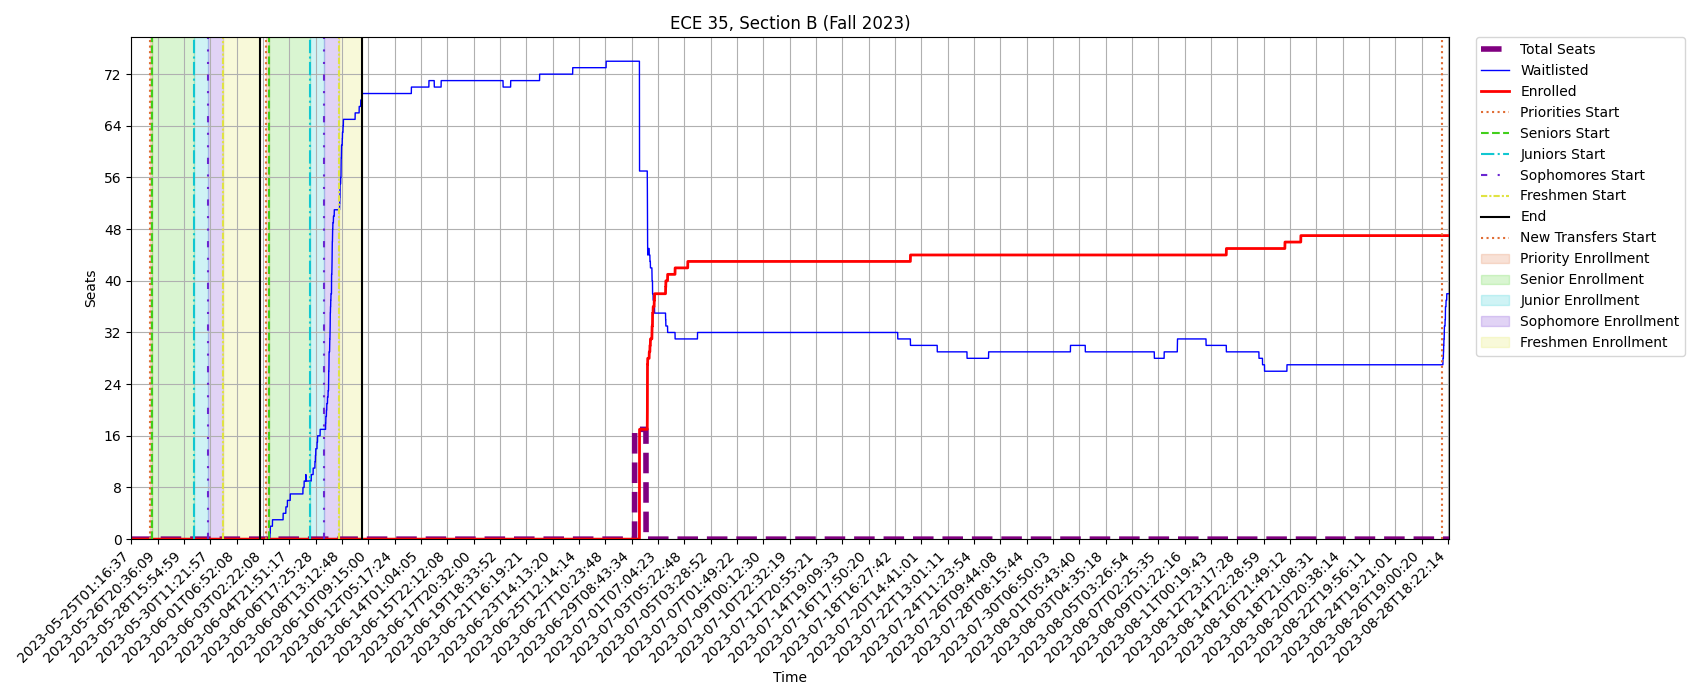 ECE 35, Section B (Fall 2023)
Seats
72
64
56
48
40
32
24
16
8
0
2023-05-25T01:16:37
2023-05-26T20:36:09
2023-05-28T15:54:59
2023-05-30T11:21:57
2023-06-01T06:52:08
2023-06-03T02:22:08
2023-06-04T21:51:17
2023-06-06T17:25:28
2023-06-08T13:12:48
2023-06-10T09:15:00
2023-06-12T05:17:24
2023-06-14T01:04:05
2023-06-15T22:12:08
2023-06-17T20:32:00
2023-06-19T18:33:52
2023-06-21T16:19:21
2023-06-23T14:13:20
2023-06-25T12:14:14
2023-06-27T10:23:48
2023-06-29T08:43:34
2023-07-01T07:04:23
2023-07-03T05:22:48
2023-07-05T03:28:52
2023-07-07T01:49:22
2023-07-09T00:12:30
2023-07-10T22:32:19
2023-07-12T20:55:21
2023-07-14T19:09:33
2023-07-16T17:50:20
2023-07-18T16:27:42
2023-07-20T14:41:01
2023-07-22T13:01:11
2023-07-24T11:23:54
2023-07-26T09:44:08
2023-07-28T08:15:44
2023-07-30T06:50:03
2023-08-01T05:43:40
2023-08-03T04:35:18
2023-08-05T03:26:54
2023-08-07T02:25:35
2023-08-09T01:22:16
2023-08-11T00:19:43
2023-08-12T23:17:28
2023-08-14T22:28:59
2023-08-16T21:49:12
2023-08-18T21:08:31
2023-08-20T20:38:14
2023-08-22T19:56:11
2023-08-24T19:21:01
2023-08-26T19:00:20
2023-08-28T18:22:14
Time
Total Seats
Waitlisted
Enrolled
Priorities Start
Seniors Start
Juniors Start
Sophomores Start
Freshmen Start
End
New Transfers Start
Priority Enrollment
Senior Enrollment
Junior Enrollment
Sophomore Enrollment
Freshmen Enrollment